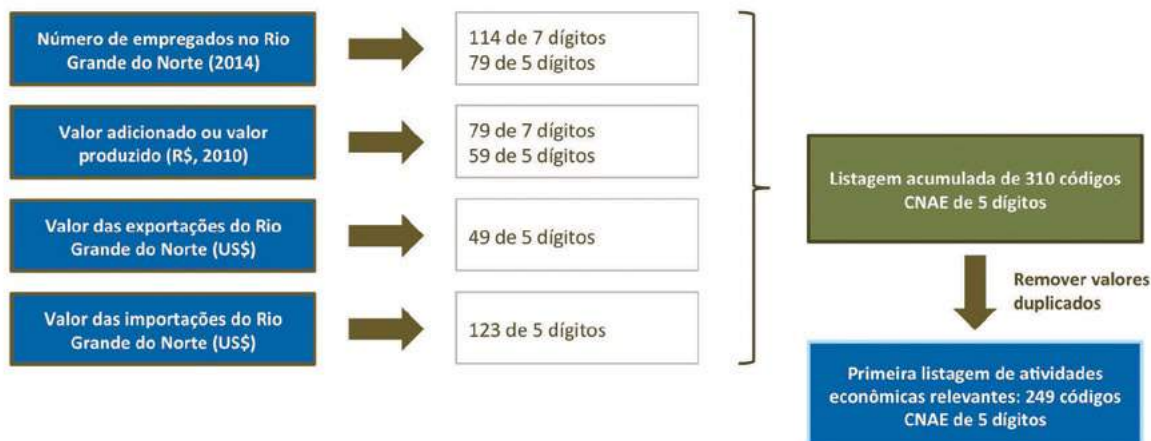 Número de empregados no Rio
Grande do Norte (2014)
114 de 7 dígitos
79 de 5 dígitos
Valor adicionado ou valor
produzido (R$, 2010)
79 de 7 dígitos
59 de 5 dígitos
Valor das exportações do Rio
Grande do Norte (US$)
49 de 5 dígitos
Valor das importações do Rio
Grande do Norte (US$)
123 de 5 dígitos
Listagem acumulada de 310 códigos
CNAE de 5 dígitos
Remover valores
duplicados
Primeira listagem de atividades
econômicas relevantes: 249 códigos
CNAE de 5 dígitos